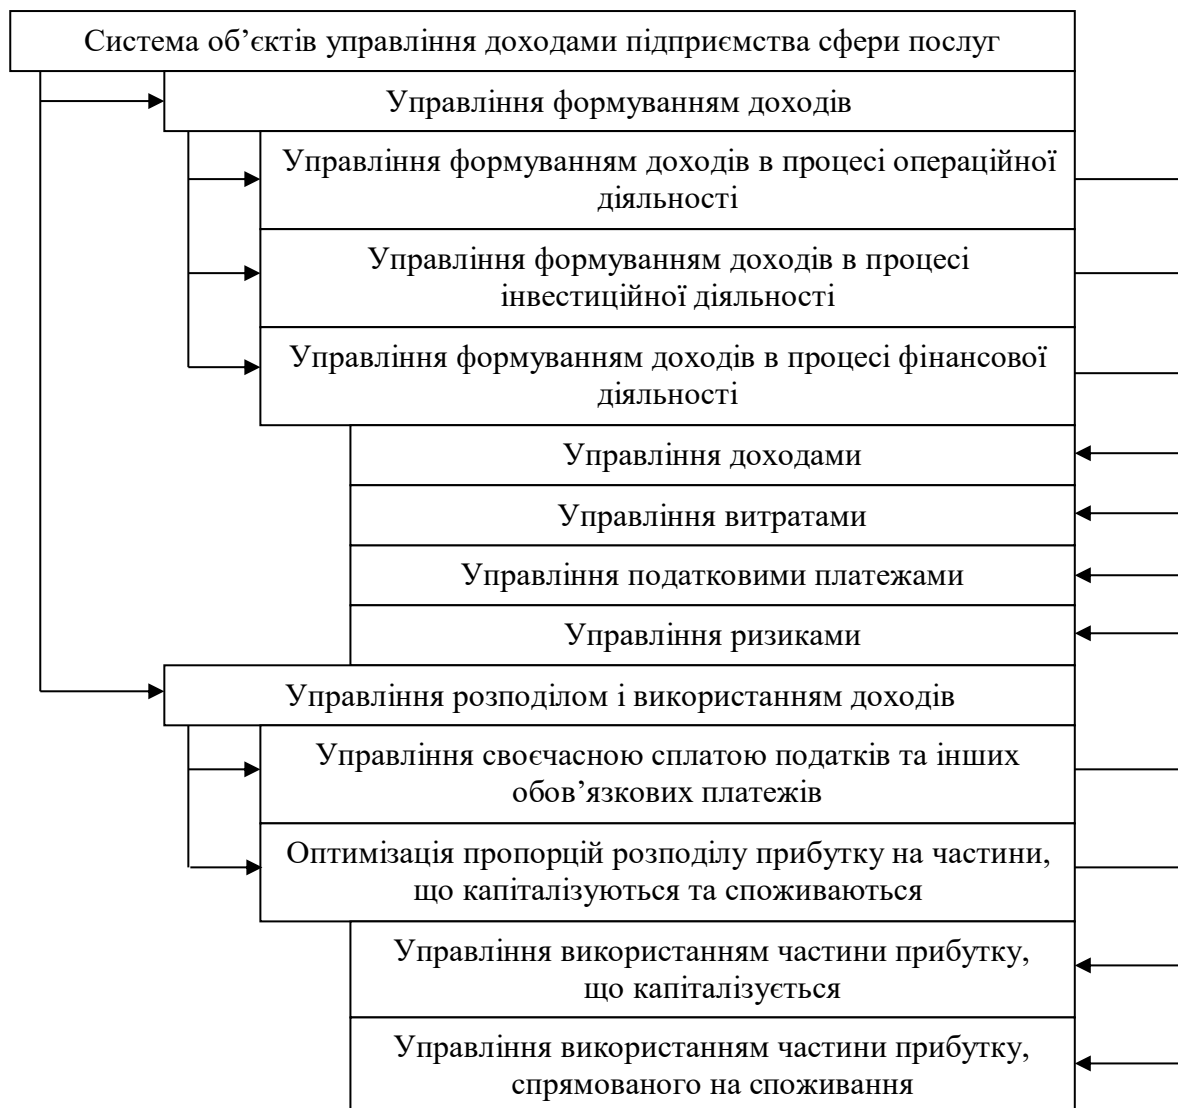 Система об’єктів управління доходами підприємства сфери послуг
Управління формуванням доходів
Управління формуванням доходів в процесі операційної
діяльності
Управління формуванням доходів в процесі
інвестиційної діяльності
Управління формуванням доходів в процесі фінансової
діяльності
Управління доходами
Управління витратами
Управління податковими платежами
Управління ризиками
Управління розподілом і використанням доходів
Управління своєчасною сплатою податків та інших
обов’язкових платежів
Оптимізація пропорцій розподілу прибутку на частини,
що капіталізуються та споживаються
Управління використанням частини прибутку,
що капіталізується
Управління використанням частини прибутку,
спрямованого на споживання